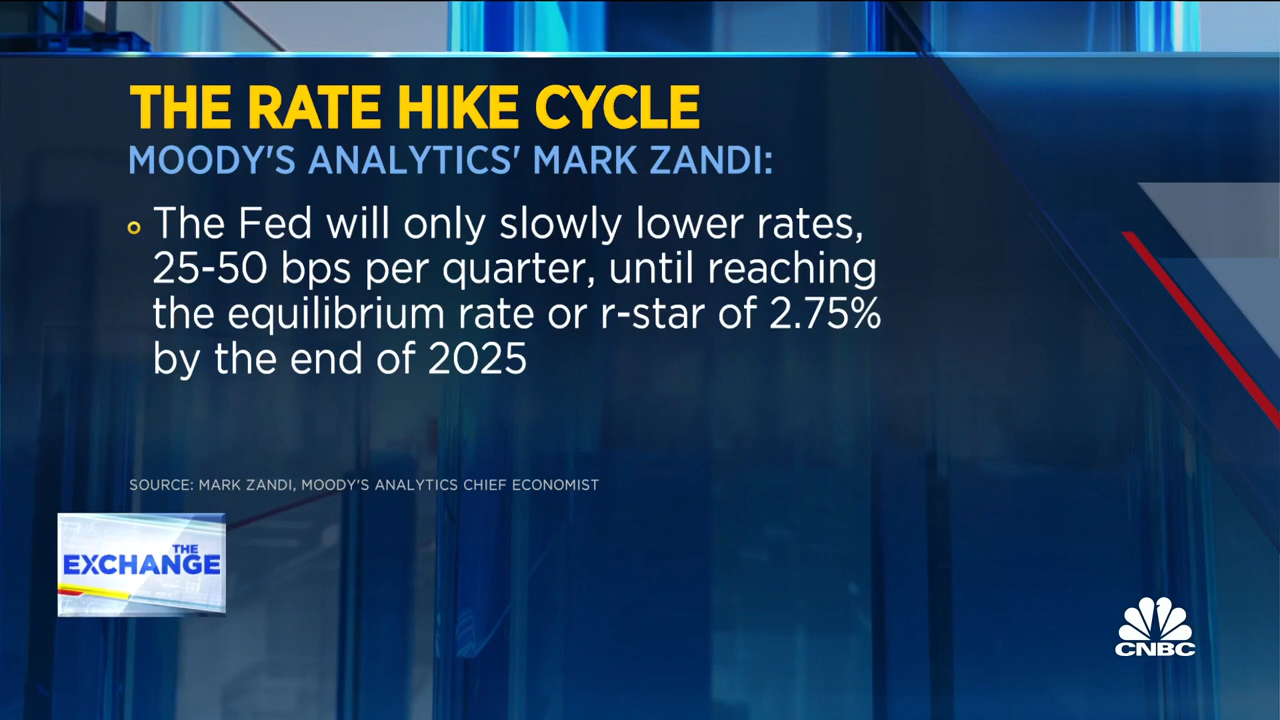 THE RATE HIKE CYCLE
MOODY'S ANALYTICS' MARK ZANDI:
The Fed will only slowly lower rates,
25-50 bps per quarter, until reaching
the equilibrium rate or r-star of 2.75%
by the end of 2025
SOURCE: MARK ZANDI, MOODY'S ANALYTICS CHIEF ECONOMIST
THE
EXCHANGE
CNBC